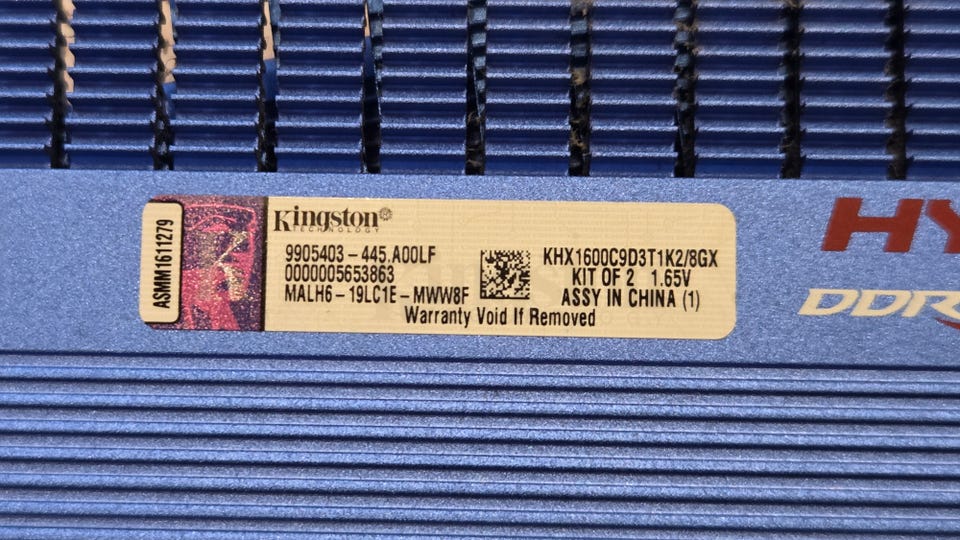 ASMM1611279
Kingston
TECHNOLOGY
9905403-445.A00LF
0000005653863
MALH6-19LC1E-MWW8F
KHX1600C9D3T1K2/8GX
KIT OF 2 1.65V
ASSY IN CHINA (1)
Warranty Void If Removed
HY
DDR